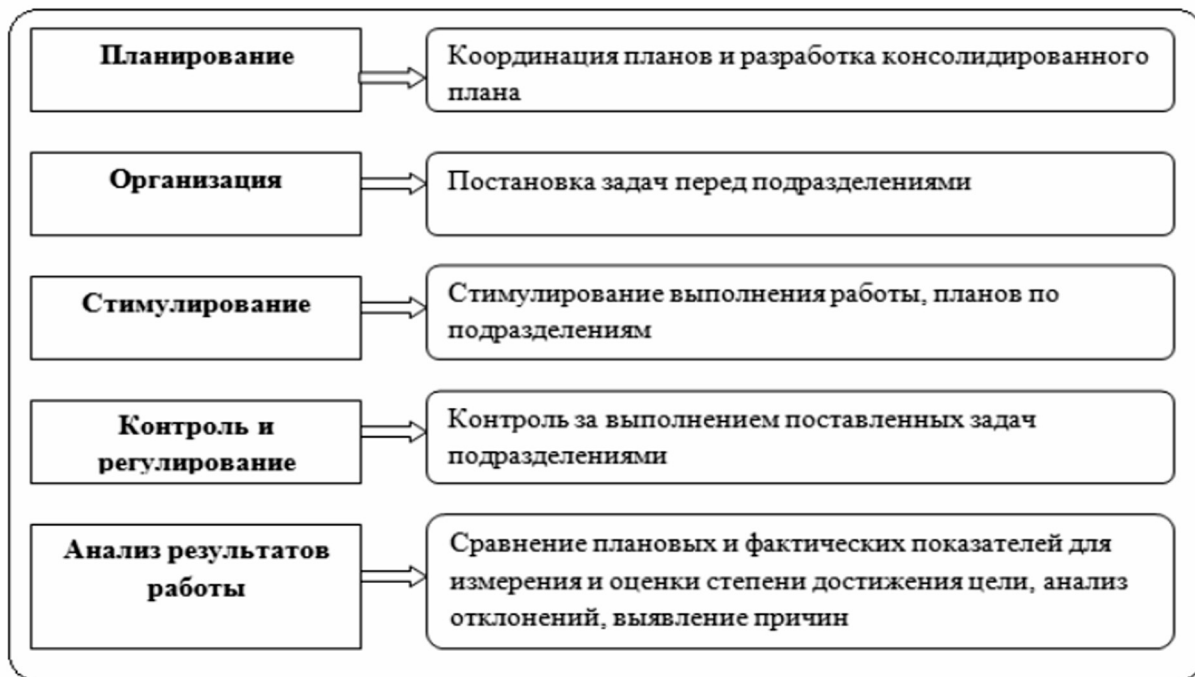 Планирование
Координация планов и разработка консолидированного
плана
Организация
Постановка задач перед подразделениями
Стимулирование
Стимулирование выполнения работы, планов по
подразделениям
Контроль и
регулирование
Контроль за выполнением поставленных задач
подразделениями
Анализ результатов
работы
Сравнение плановых и фактических показателей для
измерения и оценки степени достижения цели, анализ
отклонений, выявление причин